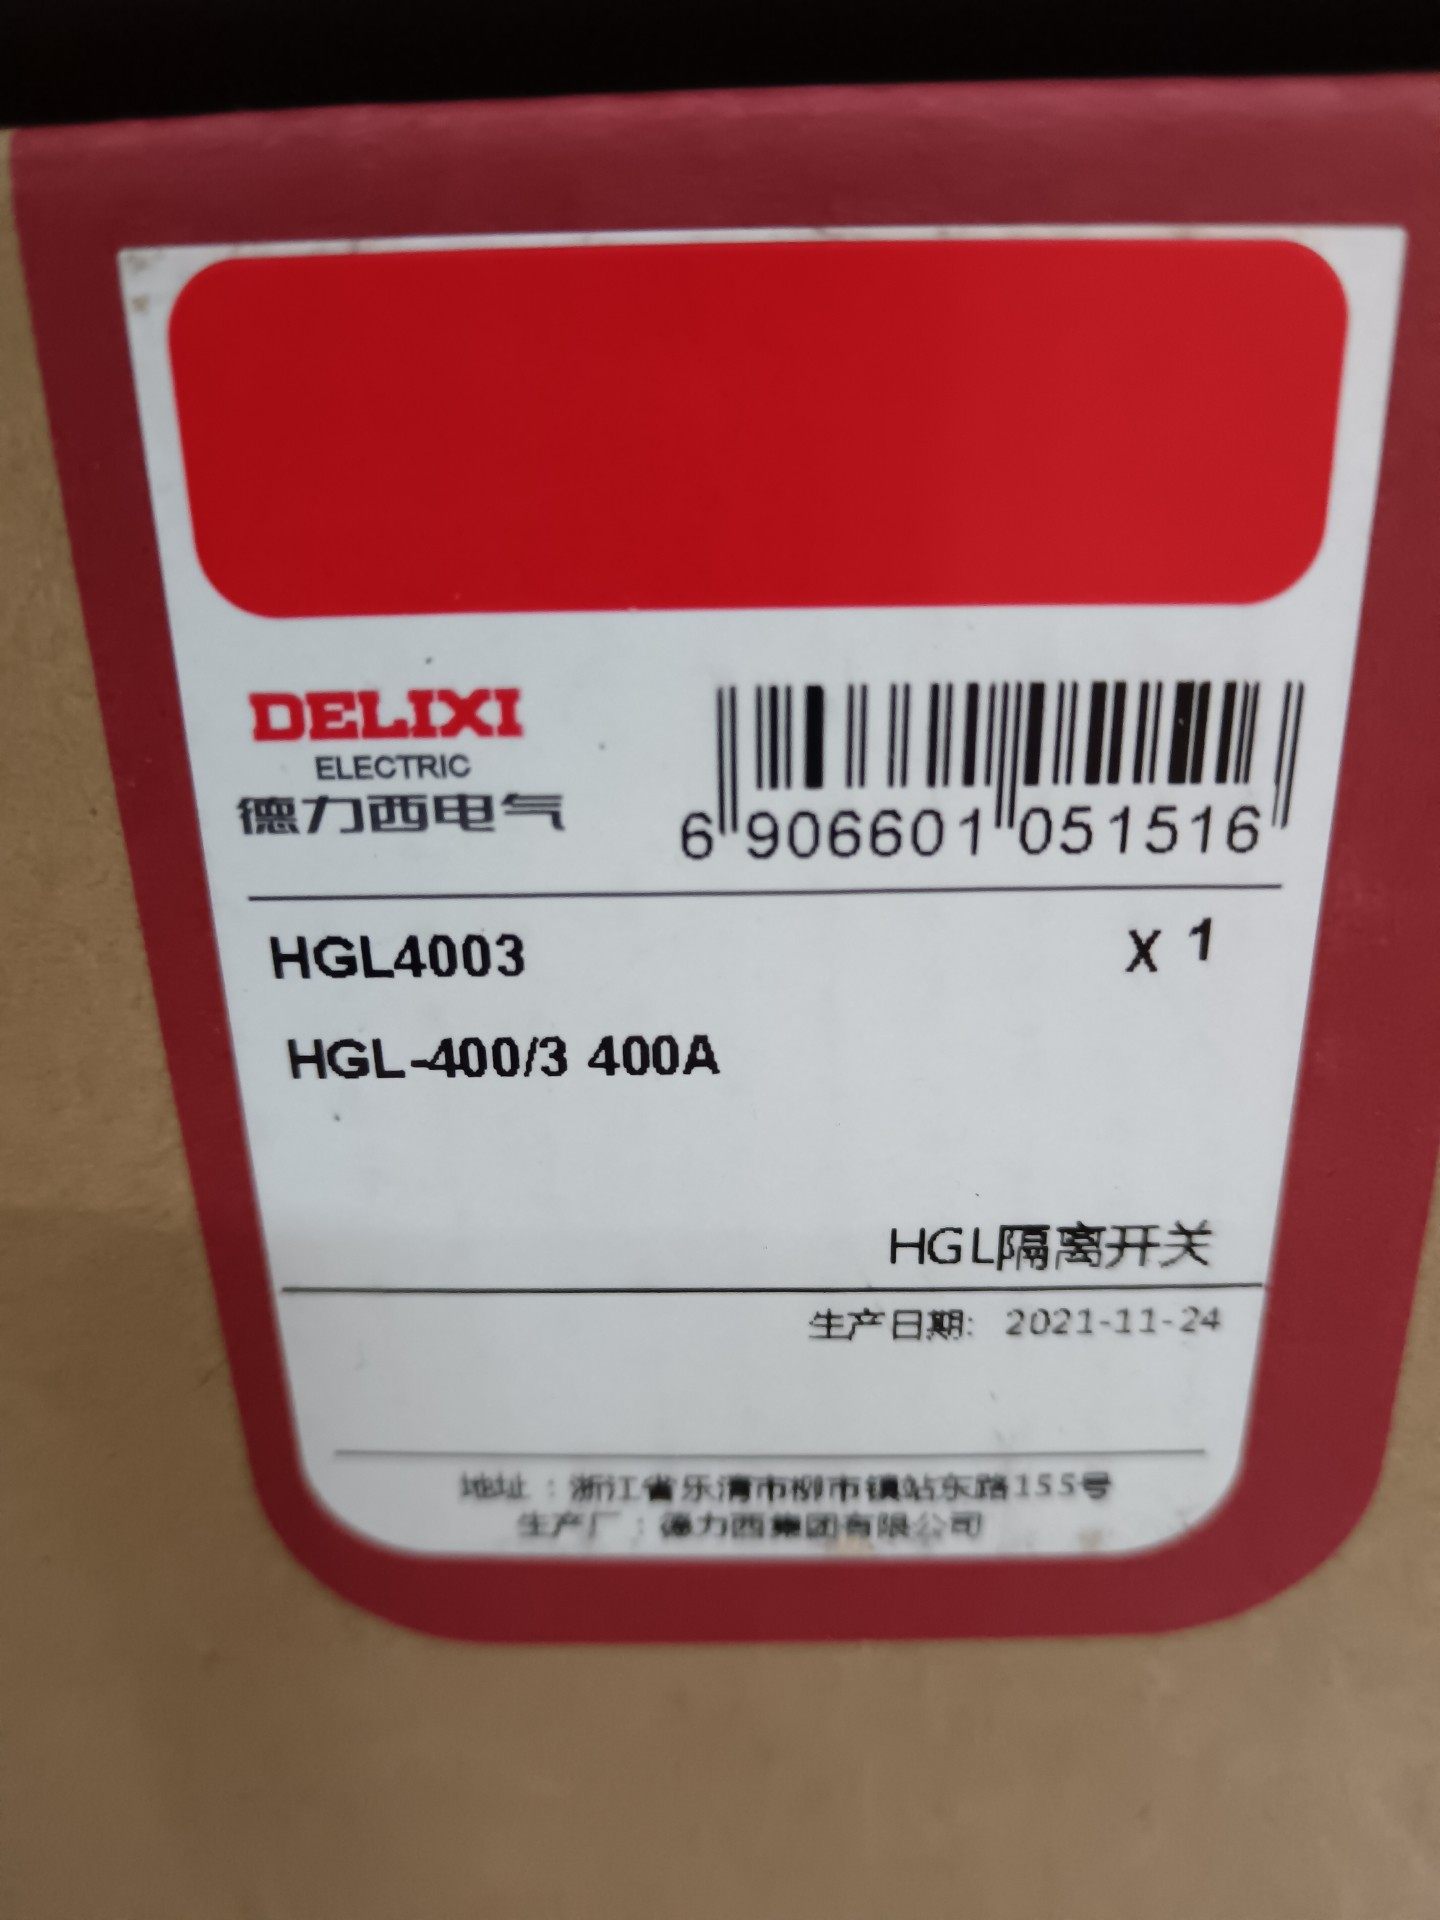 DELIXI
ELECTRIC
德力西电气
6 906601 051516
HGL4003 X 1
HGL-400/3 400A
HGL隔离开关
生产日期: 2021-11-24
地址：浙江省乐清市柳市镇站东路155号
生产厂：德力西集团有限公司